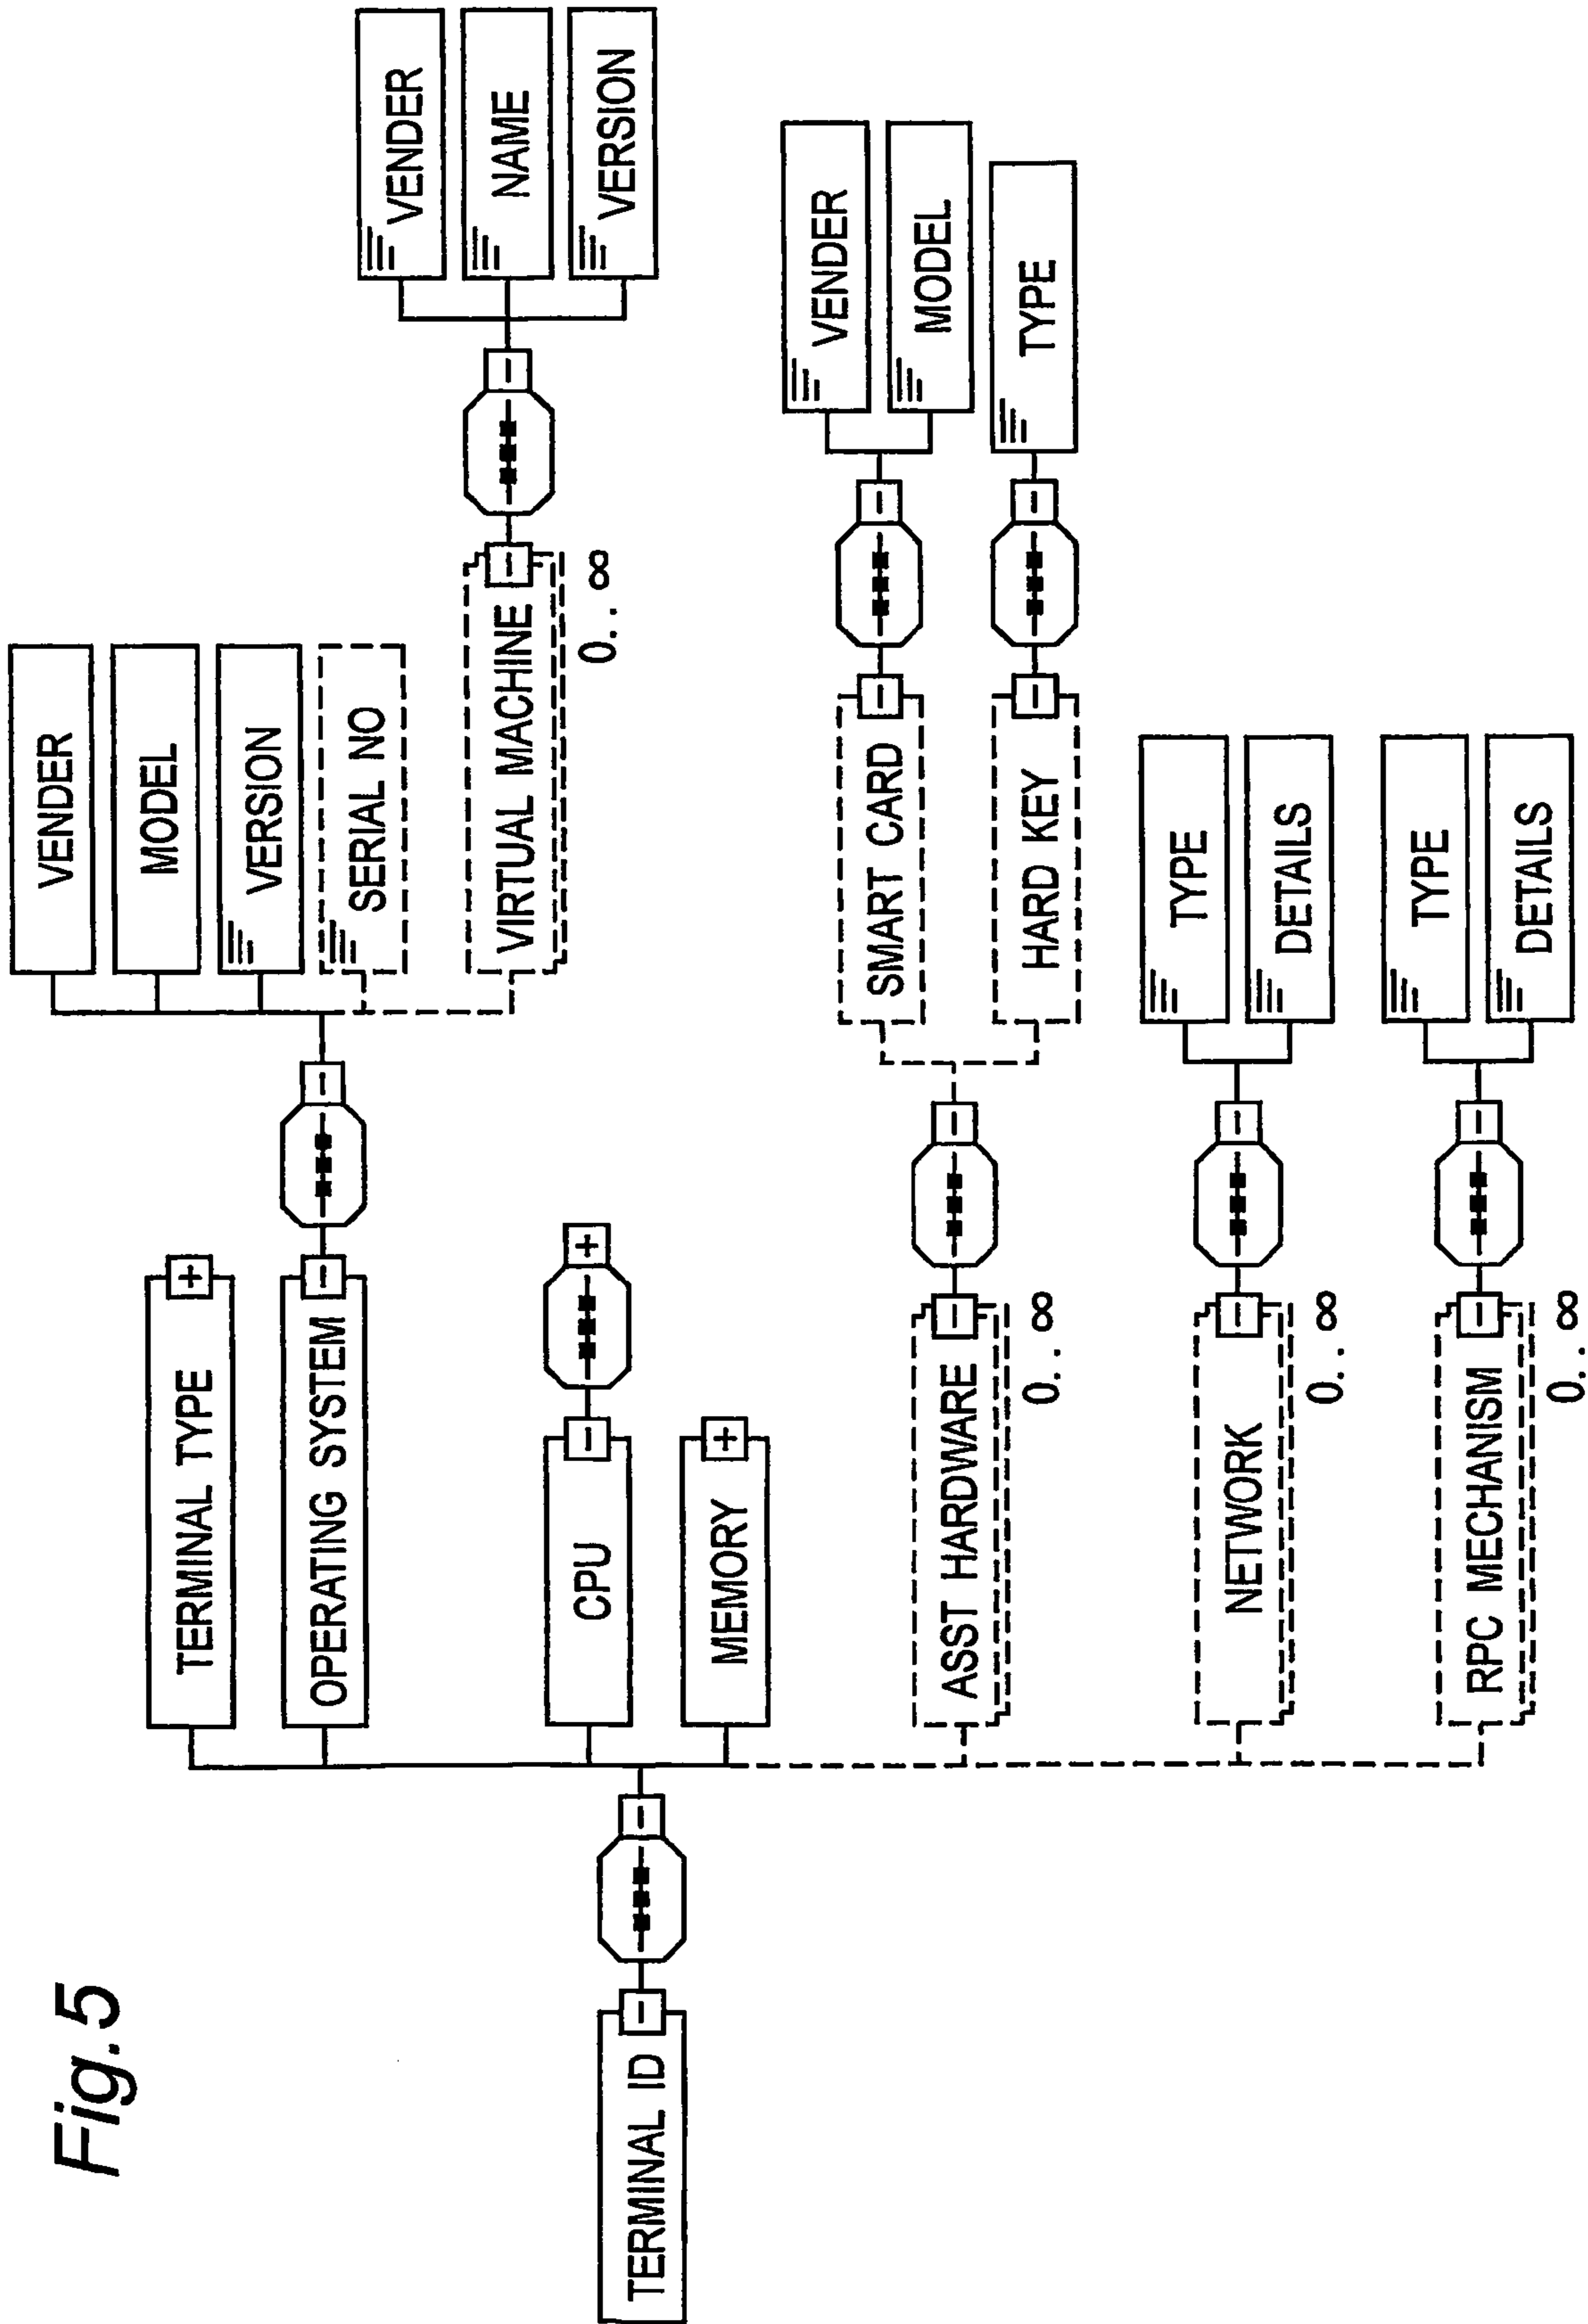 Fig.5
TERMINAL ID
TERMINAL TYPE
OPERATING SYSTEM
VENDER
MODEL
VERSION
SERIAL NO
VIRTUAL MACHINE
0. . ∞
VENDER
NAME
VERSION
CPU
MEMORY
ASST HARDWARE
0. . ∞
SMART CARD
VENDER
MODEL
HARD KEY
TYPE
NETWORK
0. . ∞
TYPE
DETAILS
RPC MECHANISM
0. . ∞
TYPE
DETAILS